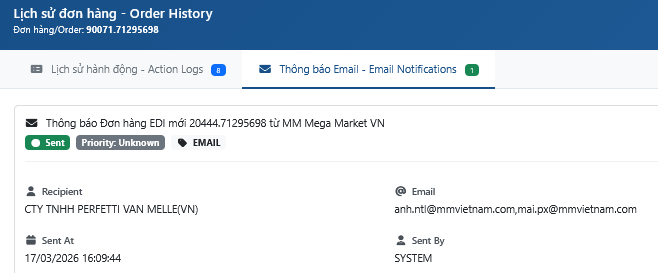 Lịch sử đơn hàng - Order History
Đơn hàng/Order: 90071.71295698
Lịch sử hành động - Action Logs 8
Thông báo Email - Email Notifications 1
Thông báo Đơn hàng EDI mới 20444.71295698 từ MM Mega Market VN
Sent Priority: Unknown EMAIL
Recipient
CTY TNHH PERFETTI VAN MELLE(VN)
Email
anh.ntl@mmvietnam.com,mai.px@mmvietnam.com
Sent At
17/03/2026 16:09:44
Sent By
SYSTEM